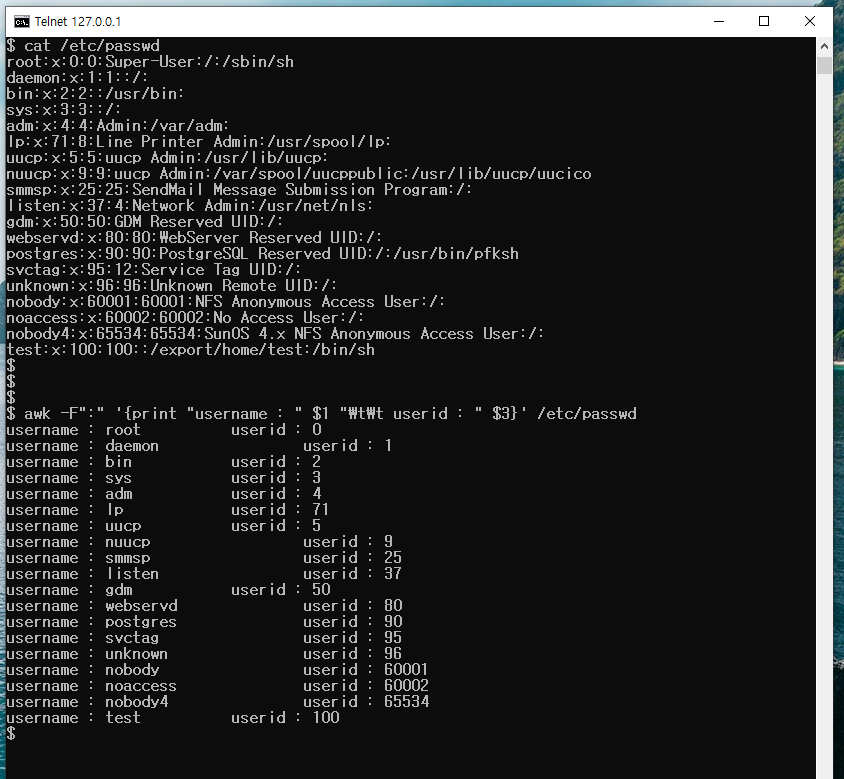 Telnet 127.0.0.1
$ cat /etc/passwd
root:x:0:0:Super-User:/:/sbin/sh
daemon:x:1:1::/:
bin:x:2:2::/usr/bin:
sys:x:3:3::/:
adm:x:4:4:Admin:/var/adm:
lp:x:71:8:Line Printer Admin:/usr/spool/lp:
uucp:x:5:5:uucp Admin:/usr/lib/uucp:
nuucp:x:9:9:uucp Admin:/var/spool/uucppublic:/usr/lib/uucp/uucico
smmsp:x:25:25:SendMail Message Submission Program:/:
listen:x:37:4:Network Admin:/usr/net/nls:
gdm:x:50:50:GDM Reserved UID:/:
webservd:x:80:80:WebServer Reserved UID:/:
postgres:x:90:90:PostgreSQL Reserved UID:/:/usr/bin/pfksh
svctag:x:95:12:Service Tag UID:/:
unknown:x:96:96:Unknown Remote UID:/:
nobody:x:60001:60001:NFS Anonymous Access User:/:
noaccess:x:60002:60002:No Access User:/:
nobody4:x:65534:65534:SunOS 4.x NFS Anonymous Access User:/:
test:x:100:100::/export/home/test:/bin/sh
$
$
$
$ awk -F":" '{print "username : " $1 "₩t₩t userid : " $3}' /etc/passwd
username : root          userid : 0
username : daemon                userid : 1
username : bin           userid : 2
username : sys           userid : 3
username : adm           userid : 4
username : lp            userid : 71
username : uucp          userid : 5
username : nuucp                 userid : 9
username : smmsp                 userid : 25
username : listen                userid : 37
username : gdm           userid : 50
username : webservd              userid : 80
username : postgres              userid : 90
username : svctag                userid : 95
username : unknown               userid : 96
username : nobody                userid : 60001
username : noaccess              userid : 60002
username : nobody4               userid : 65534
username : test          userid : 100
$